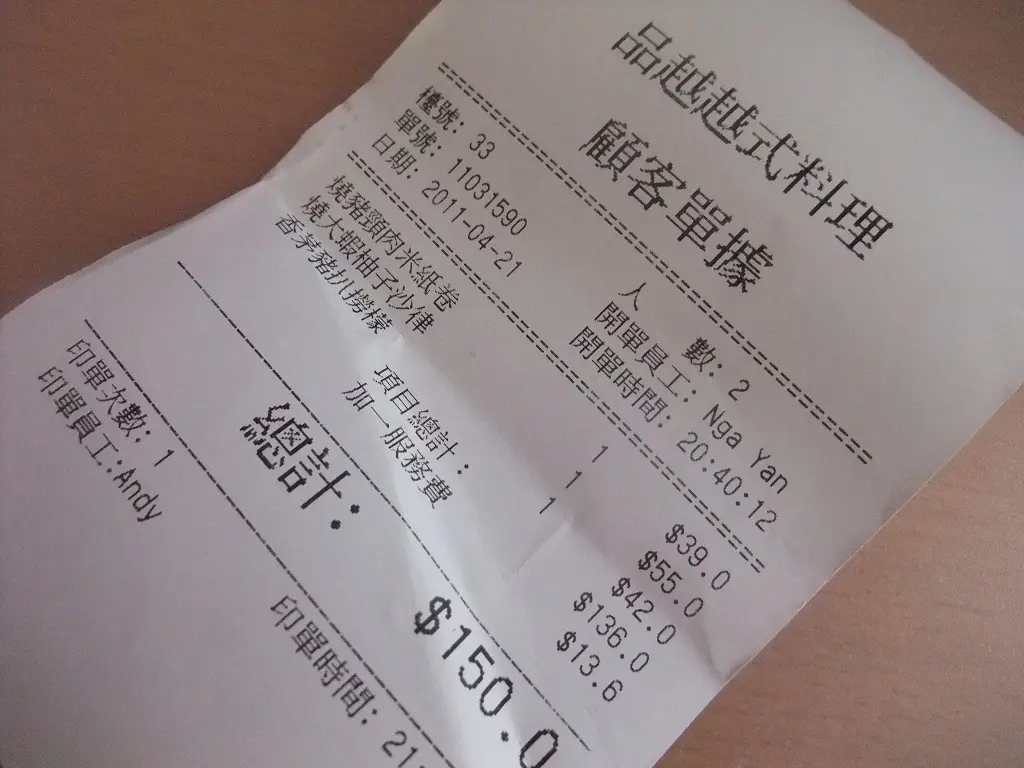 品越越式料理
顧客單據
檯號: 33 人 數: 2
單號: 11031590 開單員工: Nga Yan
日期: 2011-04-21 開單時間: 20:40:12
燒豬頸肉米紙卷 1 $39.0
燒大蝦柚子沙律 1 $55.0
香茅豬扒勞檬 1 $42.0
項目總計: $136.0
加一服務費 $13.6
總計: $150.0
印單次數: 1
印單員工:Andy 印單時間: 21